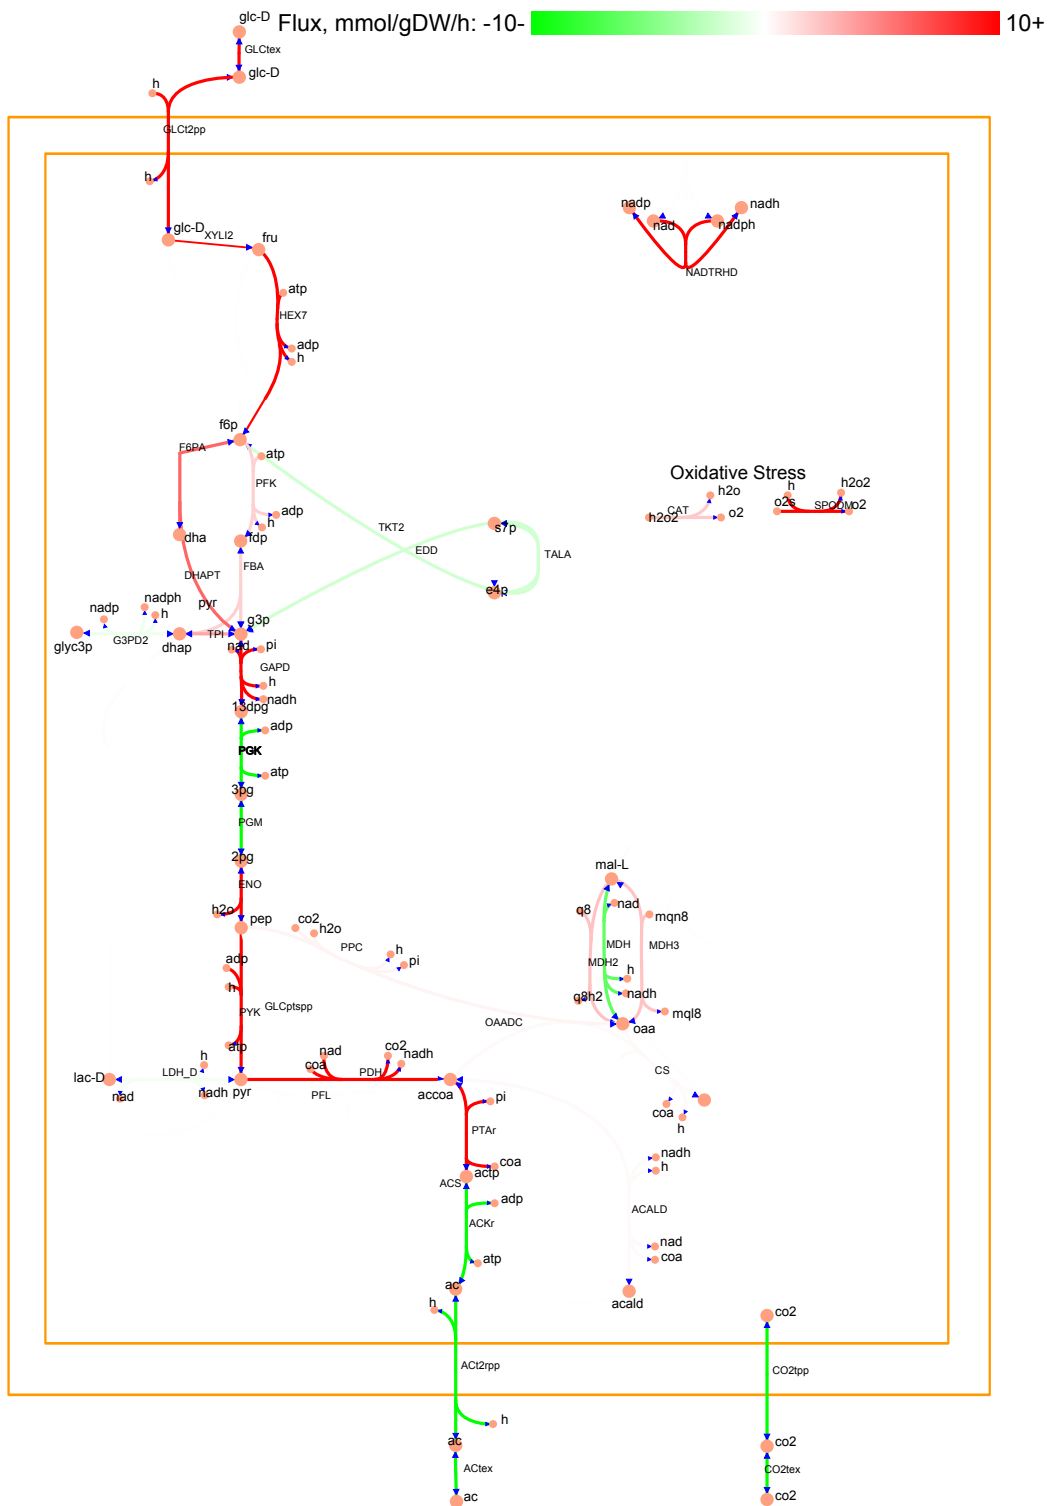 glc-D
Flux, mmol/gDW/h: -10-
10+
GLCtex
glc-D
h
GLCt2pp
h
nadp
nadh
nad
nadph
NADTRHD
glc-D
XYLI2
fru
atp
HEX7
adp
h
f6p
F6PA
atp
PFK
adp
h
dha
fdp
Oxidative Stress
h2o
h
h2o2
CAT
SPODM
h2o2
o2
o2s
o2
TKT2
s7p
EDD
TALA
DHAPT
FBA
e4p
pyr
nadph
nadp
h
g3p
G3PD2
TPI
glyc3p
dhap
nad
pi
GAPD
h
nadh
13dpg
adp
PGK
atp
3pg
PGM
2pg
ENO
h2o
pep
co2
h2o
PPC
h
pi
mal-L
nad
q8
mqn8
MDH
MDH3
MDH2
h
nadh
q8h2
mql8
OAADC
oaa
adp
h
PYK
GLCptspp
atp
h
LDH_D
lac-D
nad
nadh
pyr
nad
co2
coa
PDH
nadh
PFL
accoa
CS
coa
h
pi
PTAr
coa
actp
ACS
adp
ACKr
atp
nadh
h
ACALD
nad
coa
ac
acald
h
co2
ACt2rpp
CO2tpp
h
ac
co2
ACtex
CO2tex
ac
co2